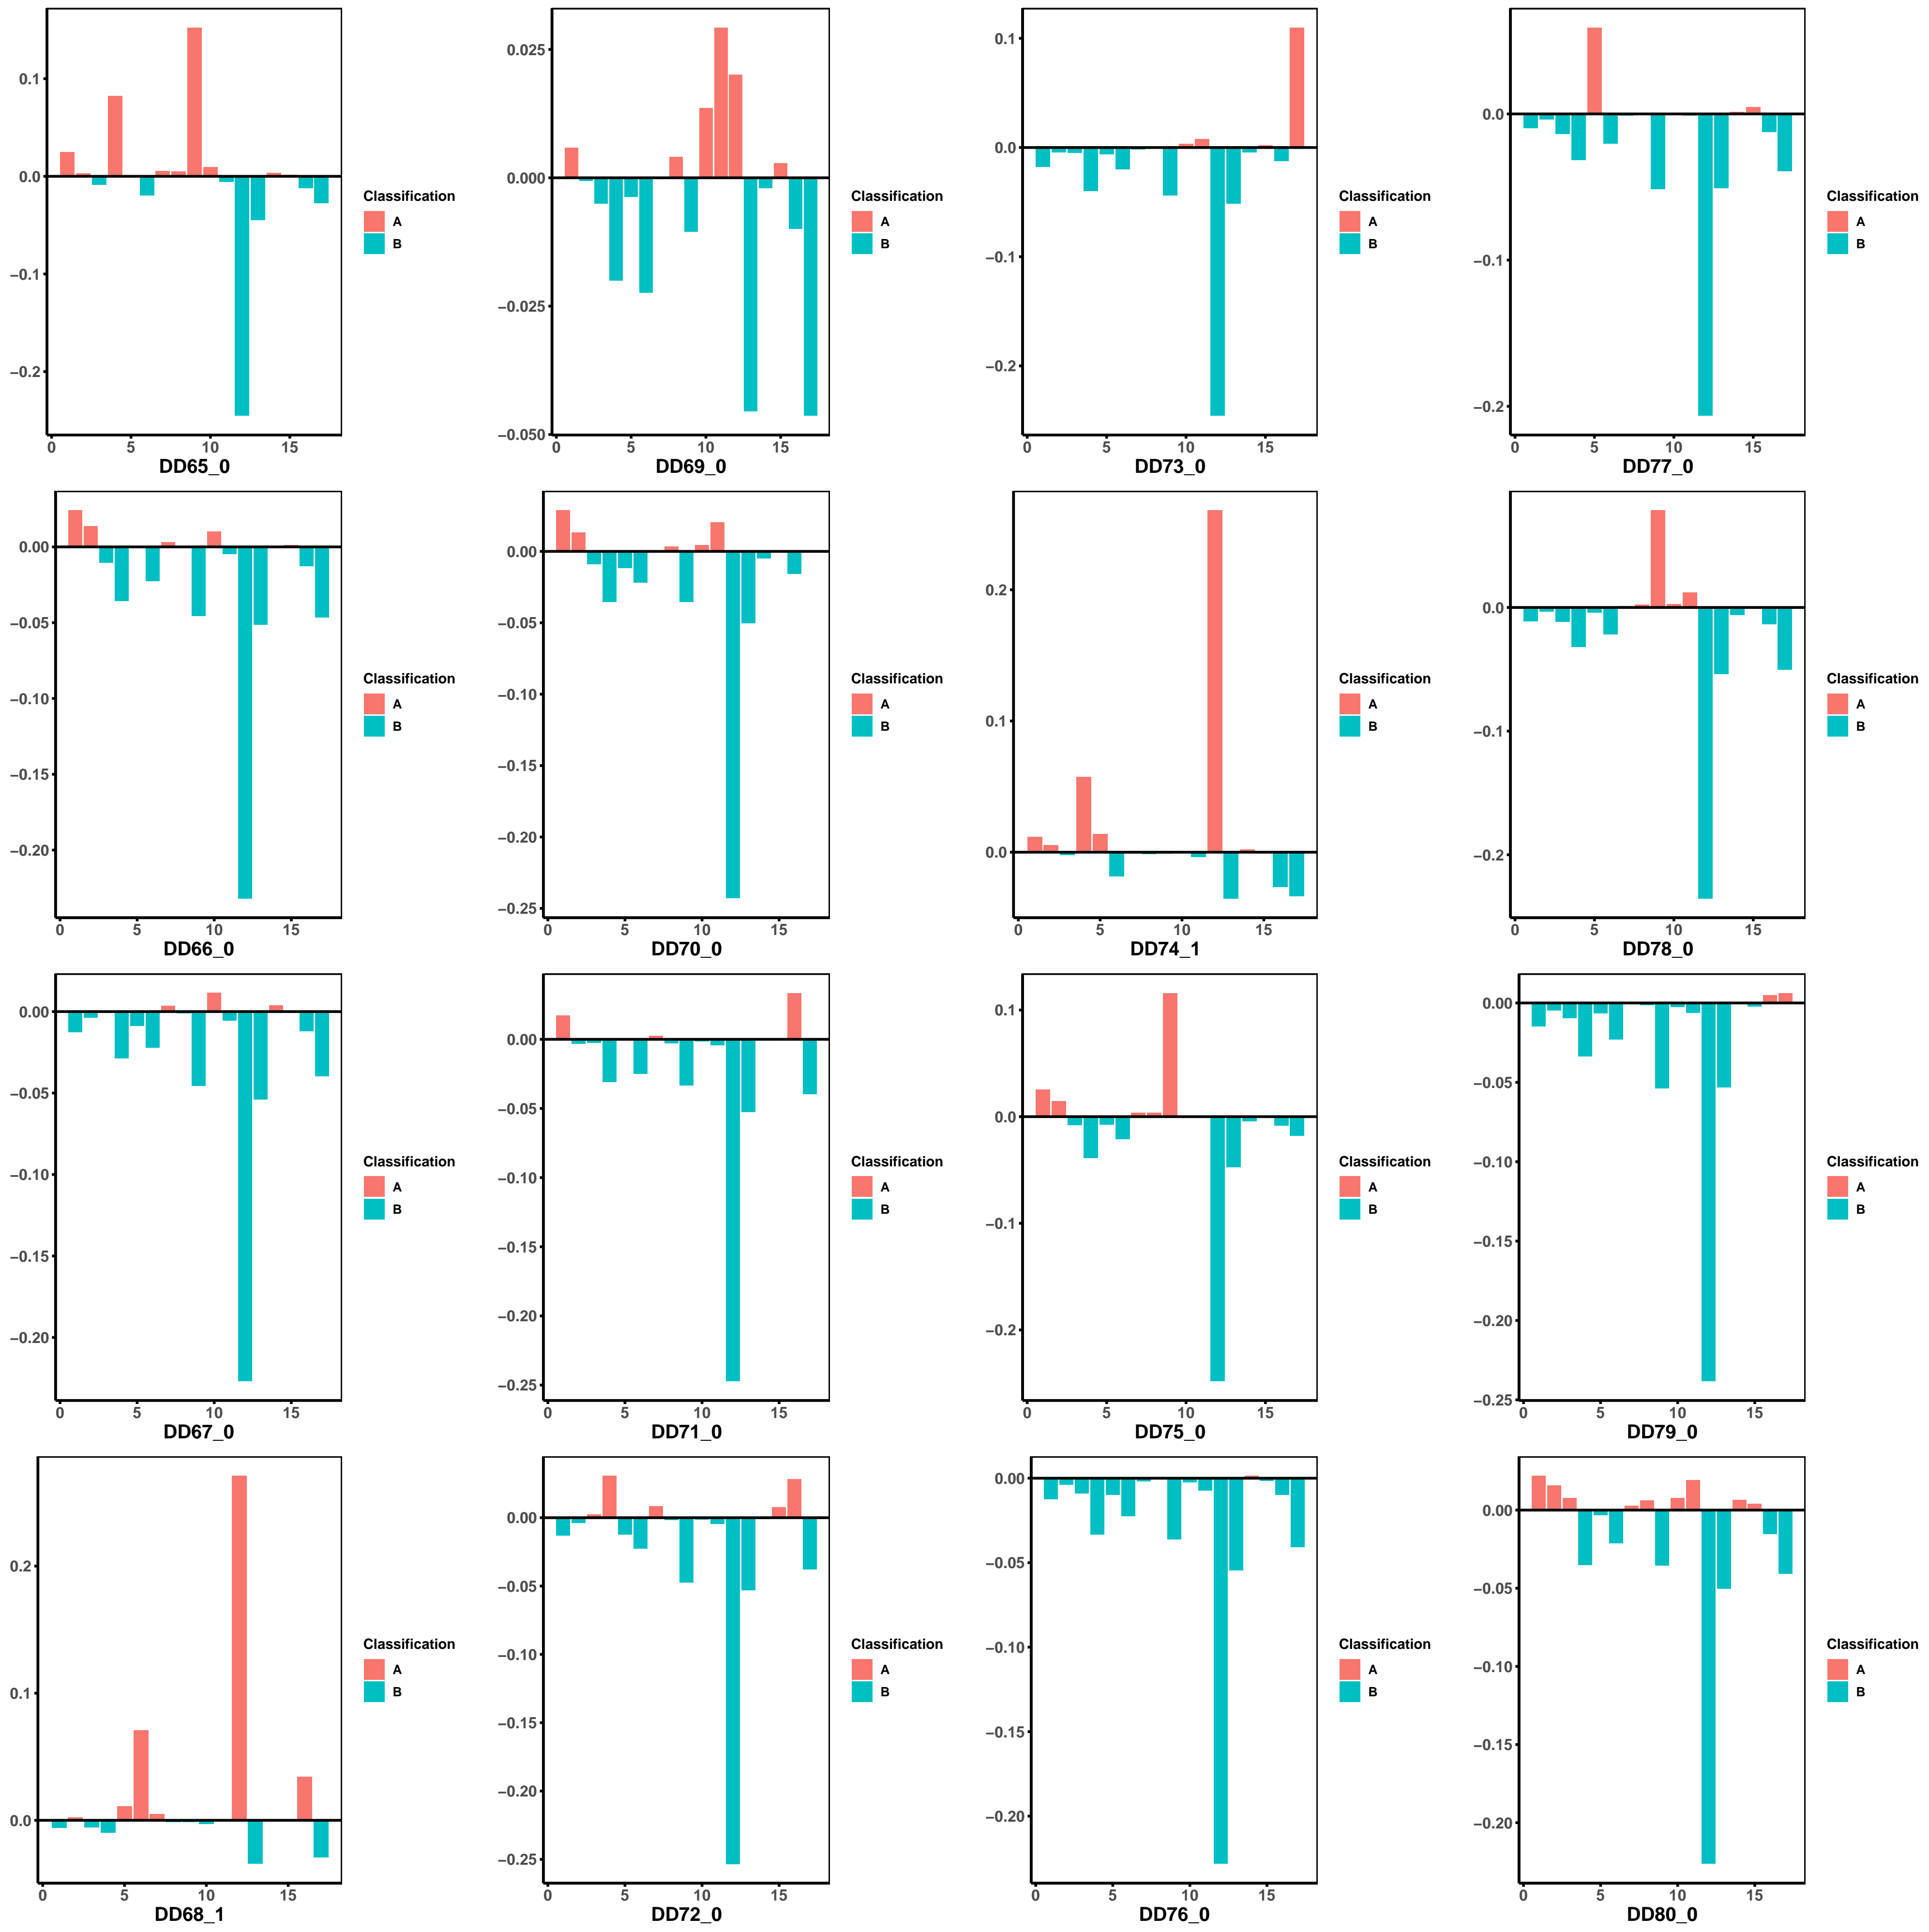 0.1
0.0
−0.1
−0.2
0 5 10 15
DD65_0
Classification
A
B
0.025
0.000
−0.025
−0.050
0 5 10 15
DD69_0
Classification
A
B
0.1
0.0
−0.1
−0.2
0 5 10 15
DD73_0
Classification
A
B
0.0
−0.1
−0.2
0 5 10 15
DD77_0
Classification
A
B
0.00
−0.05
−0.10
−0.15
−0.20
0 5 10 15
DD66_0
Classification
A
B
0.00
−0.05
−0.10
−0.15
−0.20
−0.25
0 5 10 15
DD70_0
Classification
A
B
0.2
0.1
0.0
0 5 10 15
DD74_1
Classification
A
B
0.0
−0.1
−0.2
0 5 10 15
DD78_0
Classification
A
B
0.00
−0.05
−0.10
−0.15
−0.20
0 5 10 15
DD67_0
Classification
A
B
0.00
−0.05
−0.10
−0.15
−0.20
−0.25
0 5 10 15
DD71_0
Classification
A
B
0.1
0.0
−0.1
−0.2
0 5 10 15
DD75_0
Classification
A
B
0.00
−0.05
−0.10
−0.15
−0.20
−0.25
0 5 10 15
DD79_0
Classification
A
B
0.2
0.1
0.0
0 5 10 15
DD68_1
Classification
A
B
0.00
−0.05
−0.10
−0.15
−0.20
−0.25
0 5 10 15
DD72_0
Classification
A
B
0.00
−0.05
−0.10
−0.15
−0.20
0 5 10 15
DD76_0
Classification
A
B
0.00
−0.05
−0.10
−0.15
−0.20
0 5 10 15
DD80_0
Classification
A
B